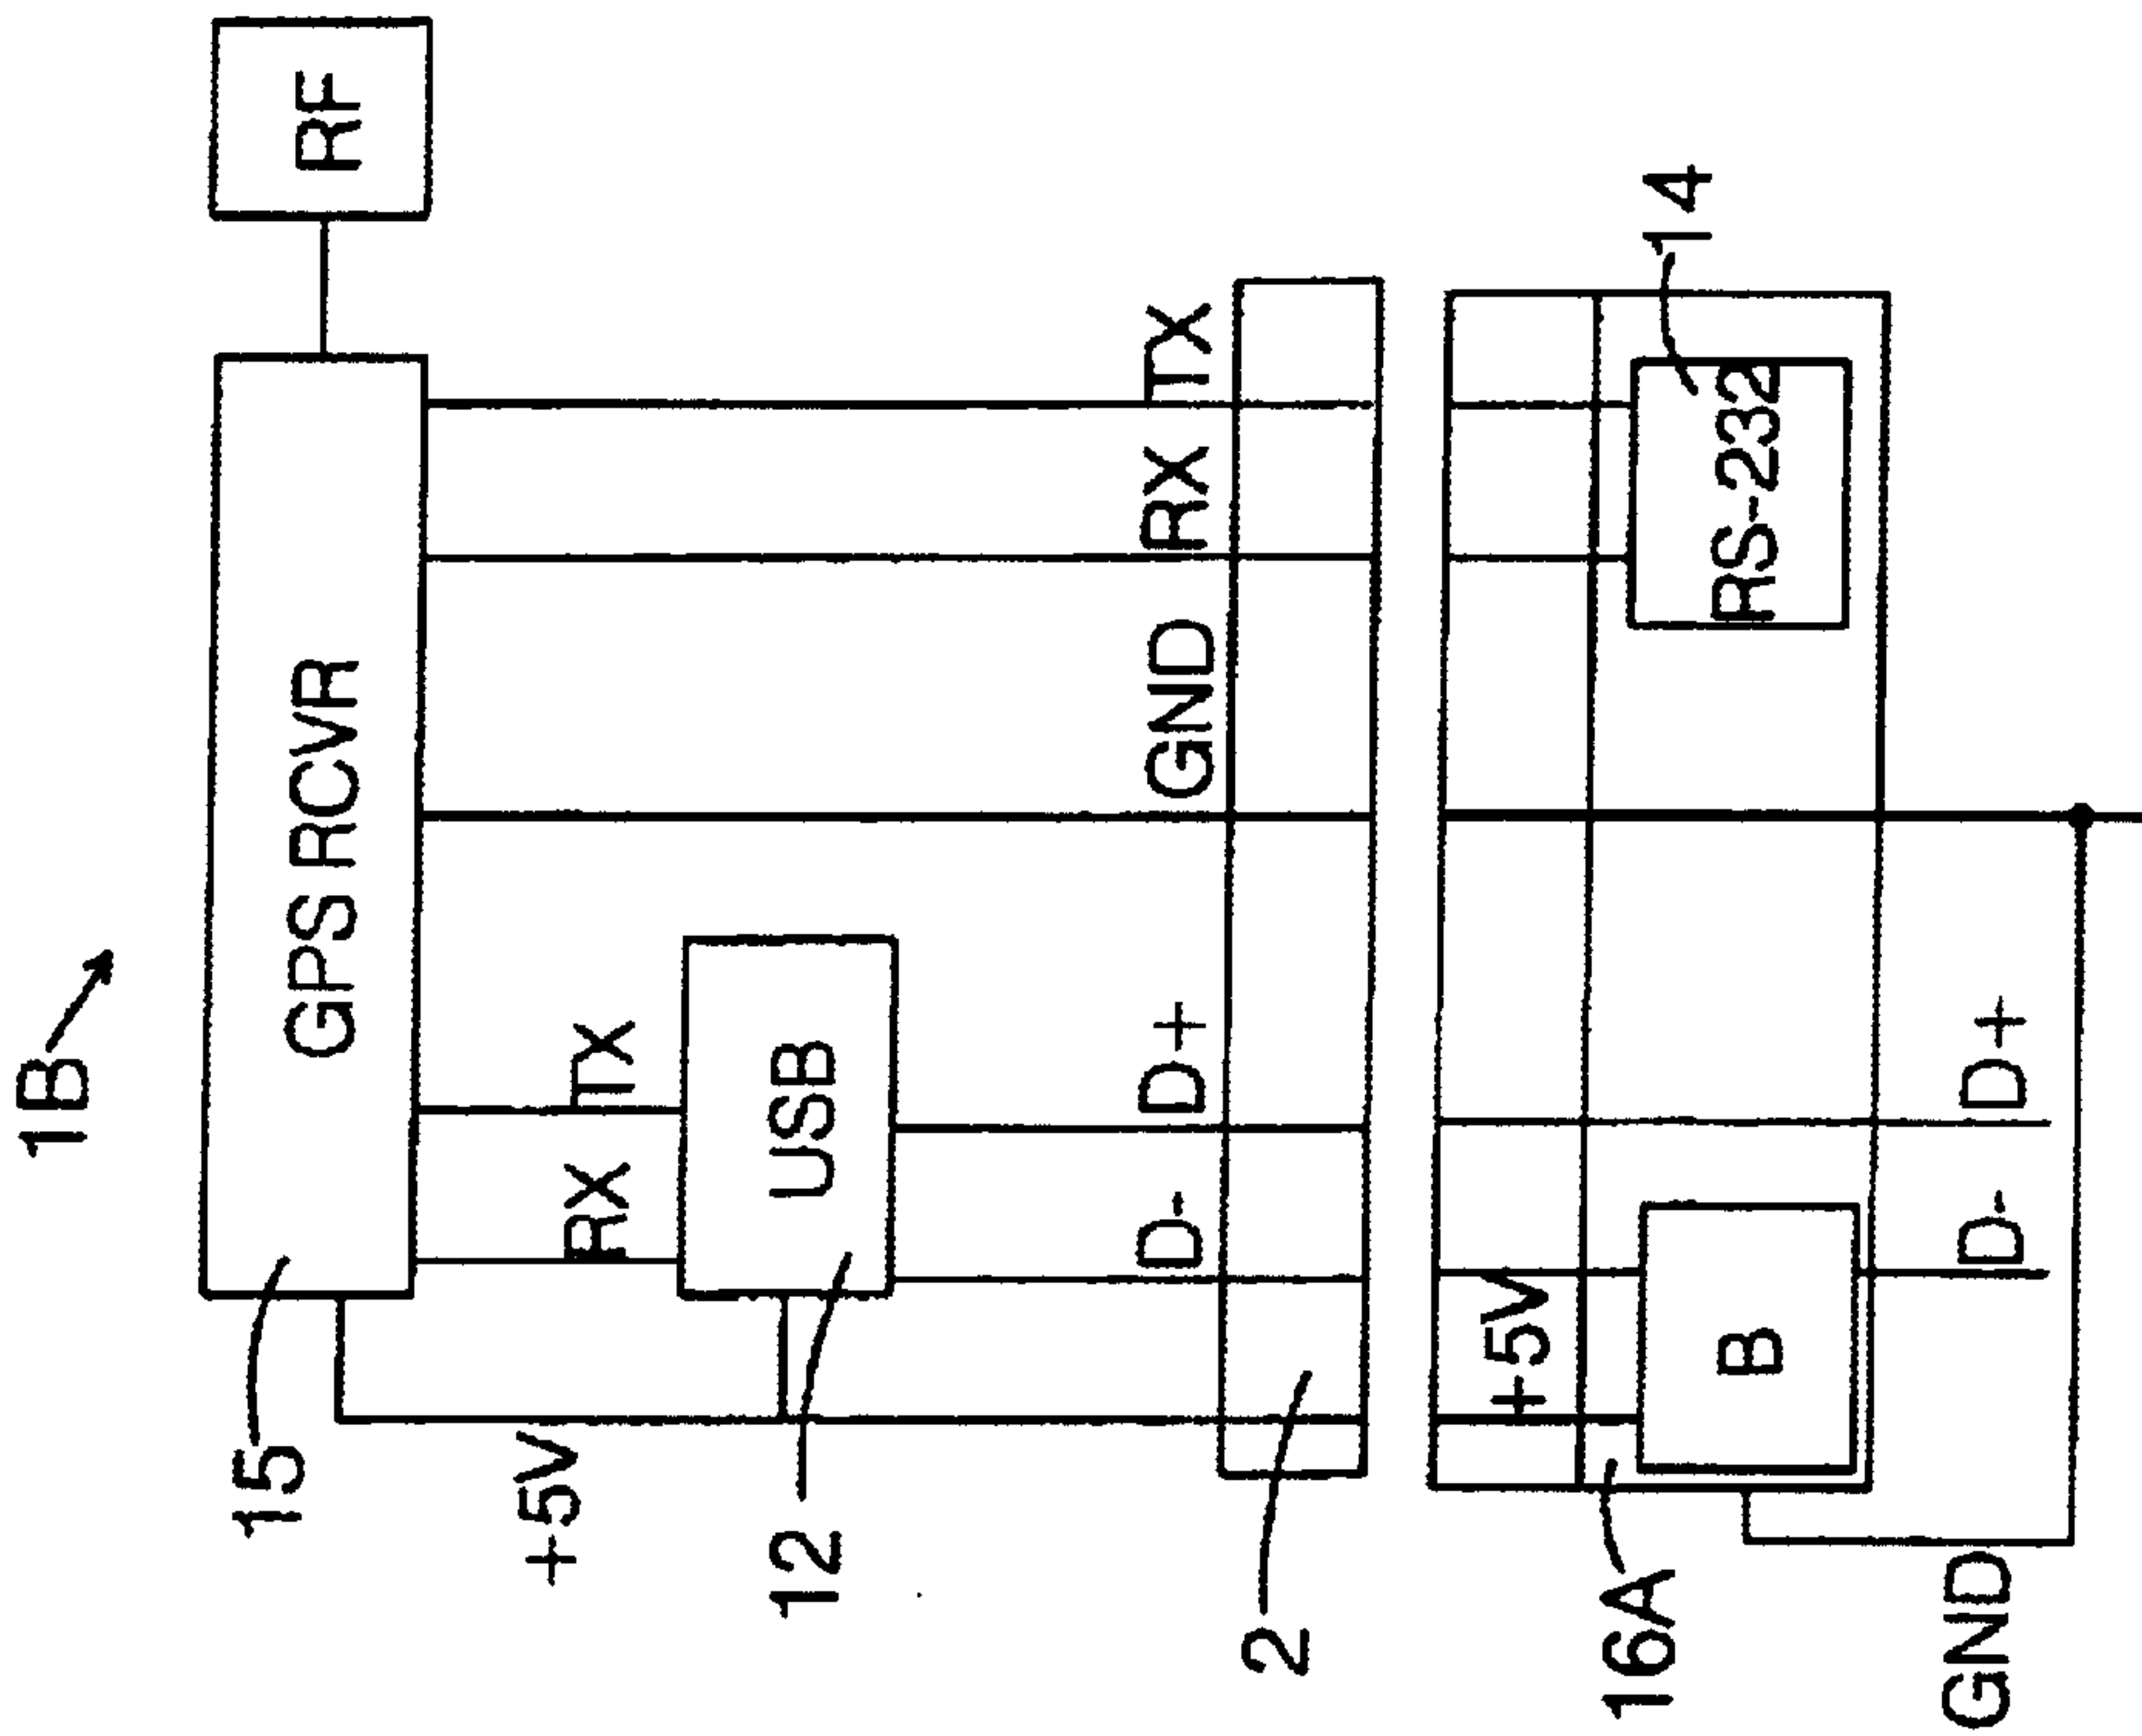 1B
RF
GPS RCVR
15
RX
TX
+5V
USB
12
D-
D+
GND
RX
TX
2
+5V
14
B
RS-232
16A
D-
D+
GND